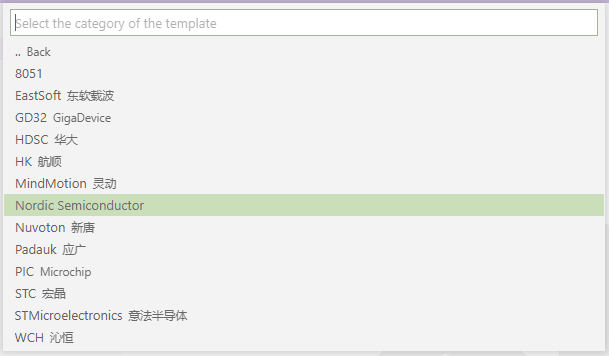 Select the category of the template
.. Back
8051
EastSoft 东软载波
GD32 GigaDevice
HDSC 华大
HK 航顺
MindMotion 灵动
Nordic Semiconductor
Nuvoton 新唐
Padauk 应广
PIC Microchip
STC 宏晶
STMicroelectronics 意法半导体
WCH 沁恒